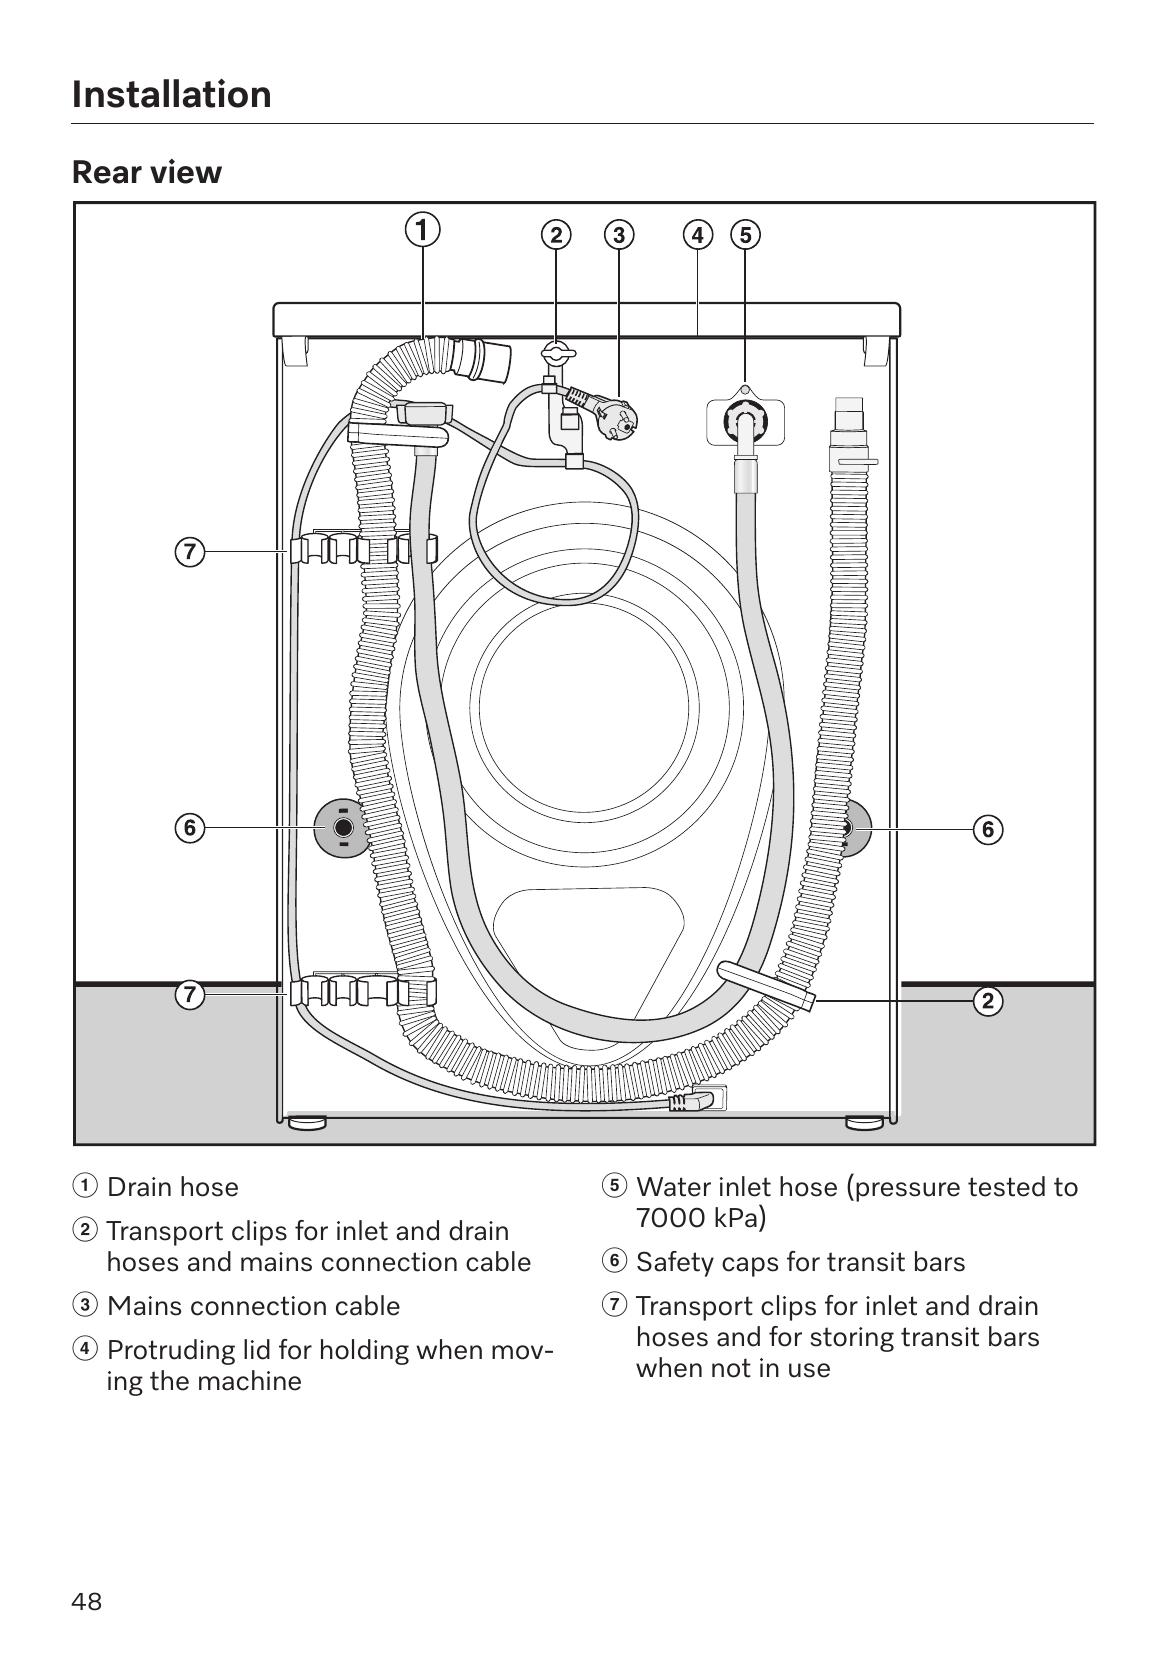 Installation
Rear view
① ② ③ ④ ⑤
⑦
⑥ ⑥
⑦ ②
① Drain hose
② Transport clips for inlet and drain
hoses and mains connection cable
③ Mains connection cable
④ Protruding lid for holding when mov-
ing the machine
⑤ Water inlet hose (pressure tested to
7000 kPa)
⑥ Safety caps for transit bars
⑦ Transport clips for inlet and drain
hoses and for storing transit bars
when not in use
48